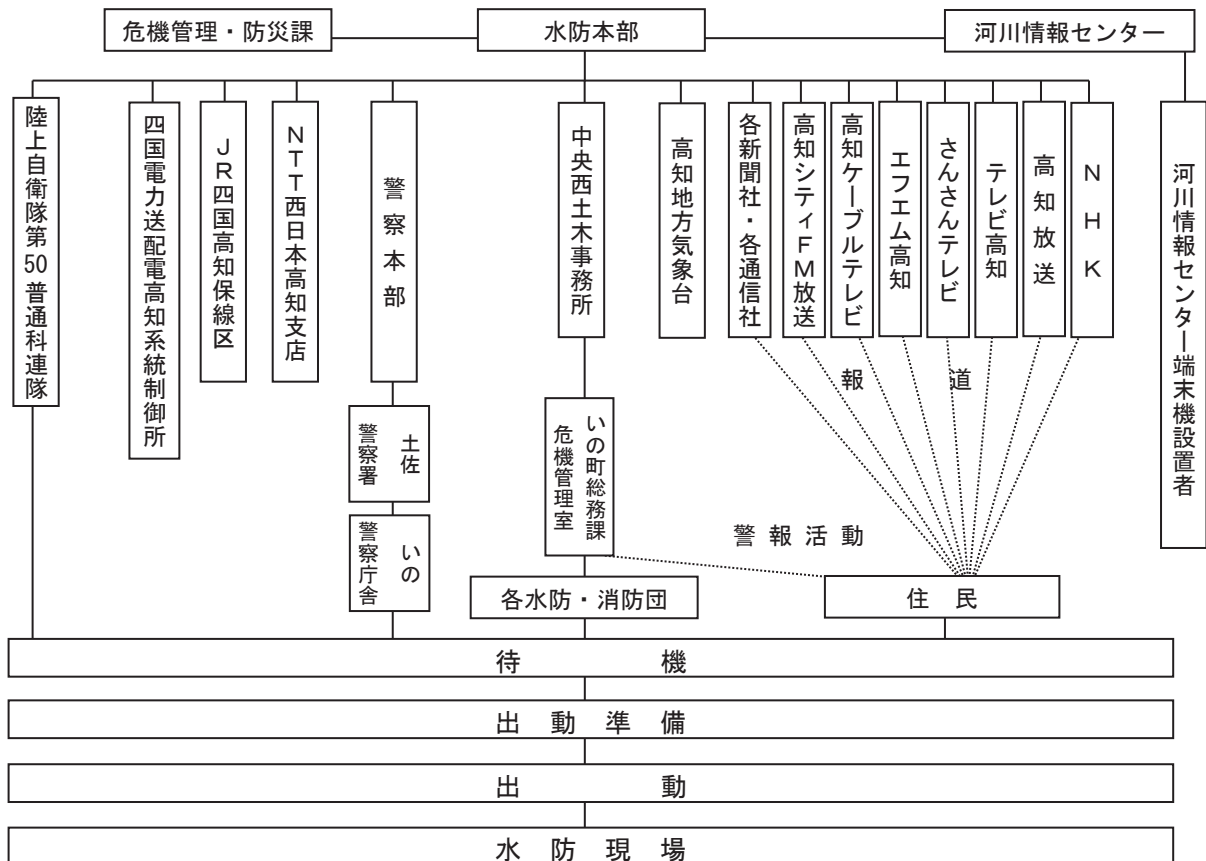 危機管理・防災課
水防本部
河川情報センター
陸上自衛隊第50普通科連隊
四国電力送配電高知系統制御所
JR四国高知保線区
NTT西日本高知支店
警察本部
中央西土木事務所
高知地方気象台
各新聞社・各通信社
高知シティFM放送
高知ケーブルテレビ
エフエム高知
さんさんテレビ
テレビ高知
高知放送
NHK
河川情報センター端末機設置者
報道
土佐
警察署
いの町総務課
危機管理室
いの
警察庁舎
警報活動
各水防・消防団
住民
待機
出動準備
出動
水防現場